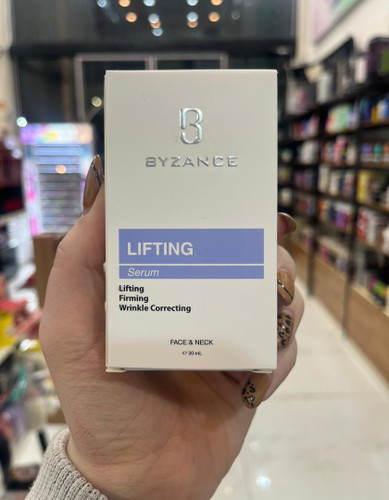 B
BYZANCE
LIFTING
Serum
Lifting
Firming
Wrinkle Correcting
FACE & NECK
℮ 30 mL